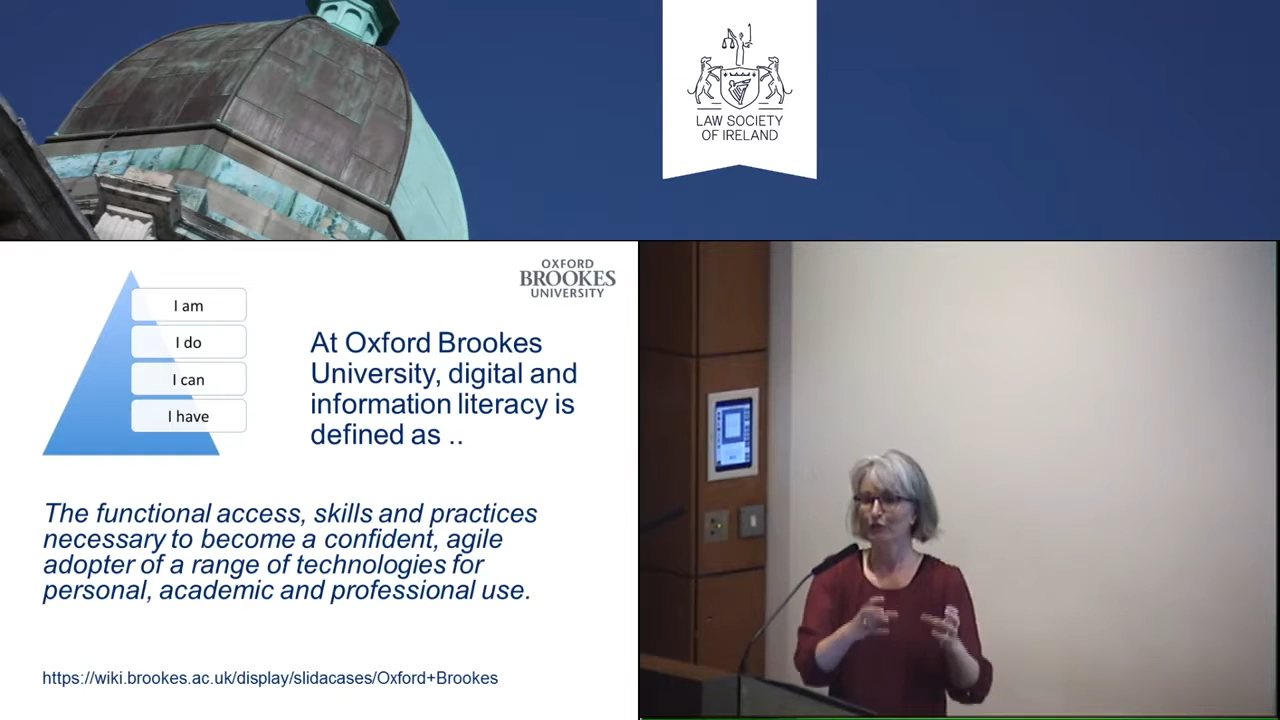 LAW SOCIETY
OF IRELAND
OXFORD
BROOKES
UNIVERSITY
I am
I do
I can
I have
At Oxford Brookes
University, digital and
information literacy is
defined as ..
The functional access, skills and practices
necessary to become a confident, agile
adopter of a range of technologies for
personal, academic and professional use.
https://wiki.brookes.ac.uk/display/slidacases/Oxford+Brookes